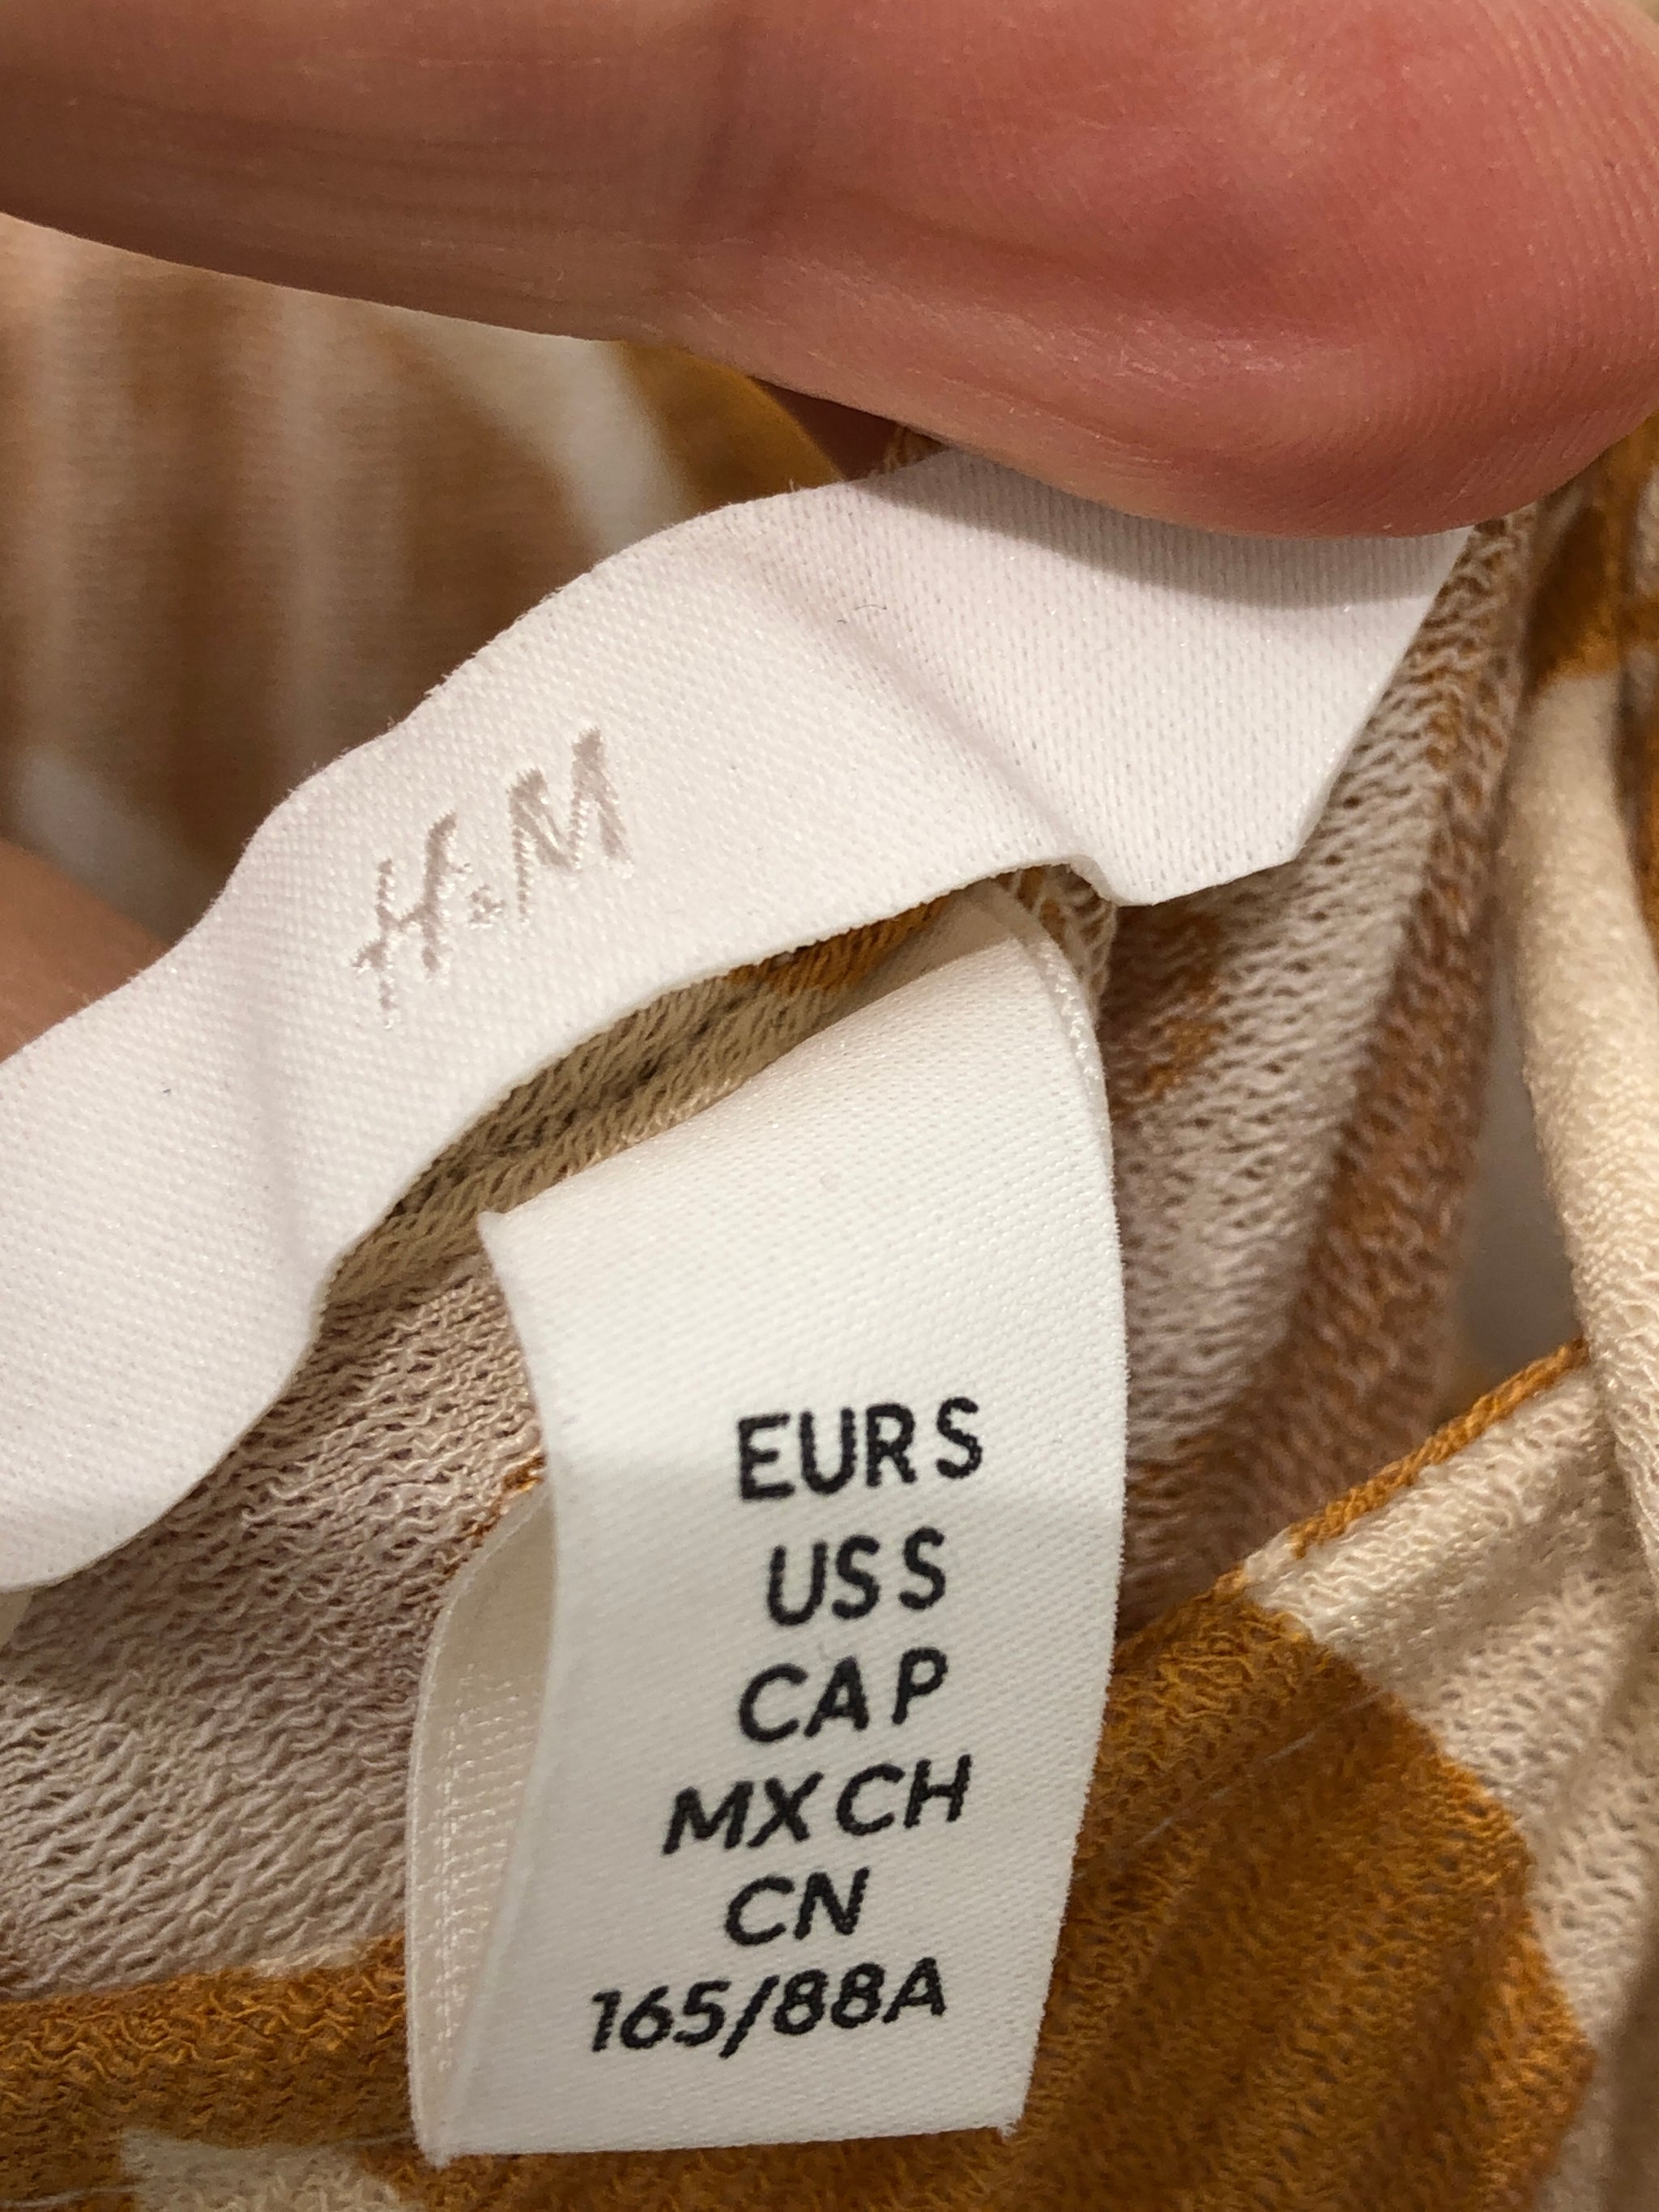 H&M
EUR S
US S
CA P
MX CH
CN
165/88A